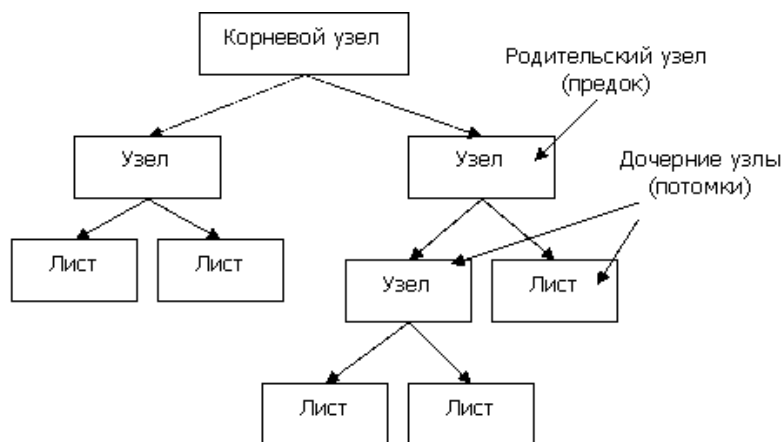 Корневой узел
Родительский узел
(предок)
Узел
Узел
Дочерние узлы
(потомки)
Лист
Лист
Узел
Лист
Лист
Лист